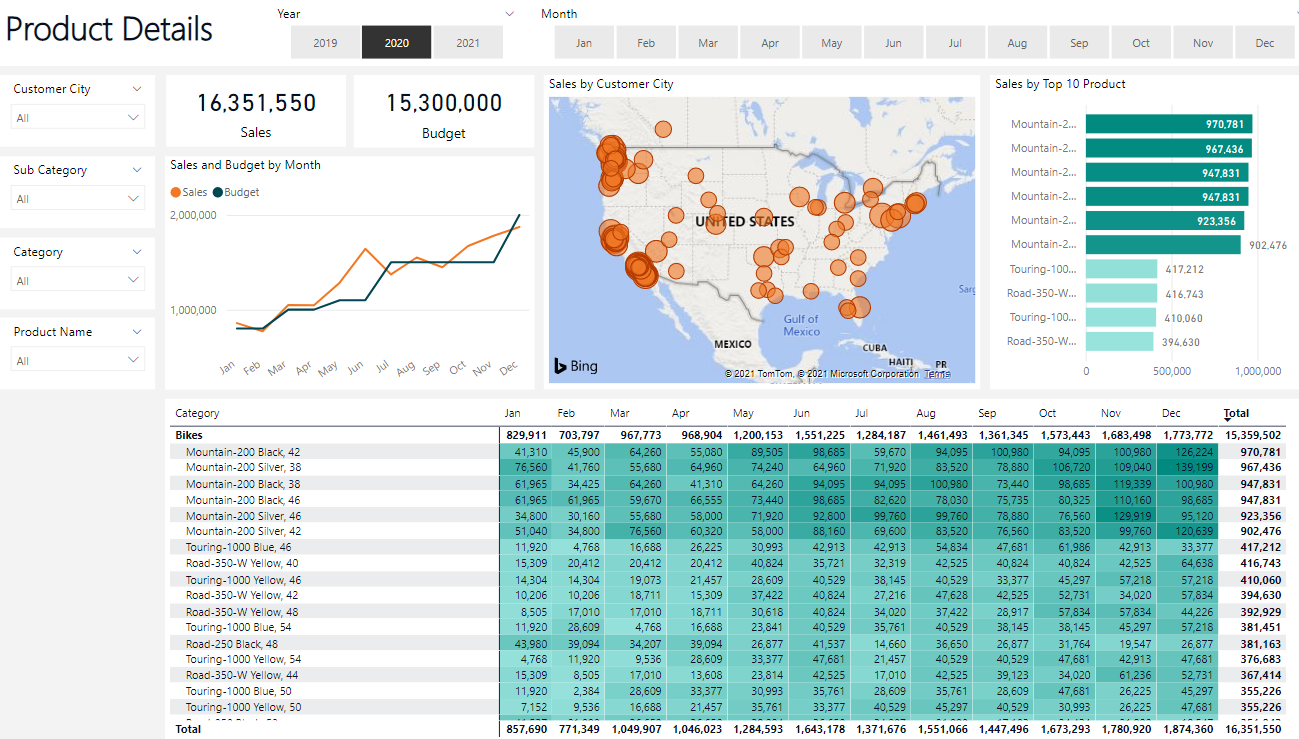 Product Details
Year
2019 2020 2021
Month
Jan Feb Mar Apr May Jun Jul Aug Sep Oct Nov Dec
Customer City
All
Sub Category
All
Category
All
Product Name
All
16,351,550
Sales
15,300,000
Budget
Sales and Budget by Month
Sales Budget
2,000,000
1,000,000
Jan Feb Mar Apr May Jun Jul Aug Sep Oct Nov Dec
Sales by Customer City
UNITED STATES
Sarg
Gulf of
Mexico
MEXICO
CUBA
HAITI PR
Bing
© 2021 TomTom, © 2021 Microsoft Corporation Terms
Sales by Top 10 Product
Mountain-2... 970,781
Mountain-2... 967,436
Mountain-2... 947,831
Mountain-2... 947,831
Mountain-2... 923,356
Mountain-2... 902,476
Touring-100... 417,212
Road-350-W... 416,743
Touring-100... 410,060
Road-350-W... 394,630
0 500,000 1,000,000
Category Jan Feb Mar Apr May Jun Jul Aug Sep Oct Nov Dec Total
Bikes 829,911 703,797 967,773 968,904 1,200,153 1,551,225 1,284,187 1,461,493 1,361,345 1,573,443 1,683,498 1,773,772 15,359,502
Mountain-200 Black, 42 41,310 45,900 64,260 55,080 89,505 98,685 59,670 94,095 100,980 94,095 100,980 126,224 970,781
Mountain-200 Silver, 38 76,560 41,760 55,680 64,960 74,240 64,960 71,920 83,520 78,880 106,720 109,040 139,199 967,436
Mountain-200 Black, 38 61,965 34,425 64,260 41,310 64,260 94,095 94,095 100,980 73,440 98,685 119,339 100,980 947,831
Mountain-200 Black, 46 61,965 61,965 59,670 66,555 73,440 98,685 82,620 78,030 75,735 80,325 110,160 98,685 947,831
Mountain-200 Silver, 46 34,800 30,160 55,680 58,000 71,920 92,800 99,760 99,760 78,880 76,560 129,919 95,120 923,356
Mountain-200 Silver, 42 51,040 34,800 76,560 60,320 58,000 88,160 69,600 83,520 76,560 83,520 99,760 120,639 902,476
Touring-1000 Blue, 46 11,920 4,768 16,688 26,225 30,993 42,913 42,913 54,834 47,681 61,986 42,913 33,377 417,212
Road-350-W Yellow, 40 15,309 20,412 20,412 20,412 40,824 35,721 32,319 42,525 40,824 40,824 42,525 64,638 416,743
Touring-1000 Yellow, 46 14,304 14,304 19,073 21,457 28,609 40,529 38,145 40,529 33,377 45,297 57,218 57,218 410,060
Road-350-W Yellow, 42 10,206 10,206 18,711 15,309 37,422 40,824 27,216 47,628 42,525 52,731 34,020 57,834 394,630
Road-350-W Yellow, 48 8,505 17,010 17,010 18,711 30,618 40,824 34,020 37,422 28,917 57,834 57,834 44,226 392,929
Touring-1000 Blue, 54 11,920 28,609 4,768 16,688 23,841 40,529 35,761 40,529 38,145 38,145 45,297 57,218 381,451
Road-250 Black, 48 43,980 39,094 34,207 39,094 26,877 41,537 14,660 36,650 26,877 31,764 19,547 26,877 381,163
Touring-1000 Yellow, 54 4,768 11,920 9,536 28,609 33,377 47,681 21,457 40,529 40,529 47,681 42,913 47,681 376,683
Road-350-W Yellow, 44 15,309 8,505 17,010 13,608 23,814 42,525 17,010 42,525 39,123 34,020 61,236 52,731 367,414
Touring-1000 Blue, 50 11,920 2,384 28,609 33,377 30,993 35,761 28,609 35,761 28,609 47,681 26,225 45,297 355,226
Touring-1000 Yellow, 50 7,152 9,536 16,688 21,457 35,761 33,377 40,529 45,297 40,529 30,993 26,225 47,681 355,226
Total 857,690 771,349 1,049,907 1,046,023 1,284,593 1,643,178 1,371,676 1,551,066 1,447,496 1,673,293 1,780,920 1,874,360 16,351,550